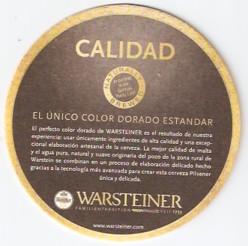 CALIDAD
NATURALLY
BREWED
EL ÚNICO COLOR DORADO ESTANDAR
El perfecto color dorado de WARSTEINER es el resultado de nuestra
experiencia: usar únicamente ingredientes de alta calidad y una excep-
cional elaboración artesanal de la cerveza. La mejor calidad de malta
y el agua pura, natural y suave originaria del pozo de la zona rural de
Warstein se combinan en un proceso de elaboración delicado hecho
gracias a la tecnología más avanzada para crear esta cerveza Pilsener
única y delicada.
WARSTEINER
FAMILIENTRADITION SEIT 1753
www.warsteiner.com